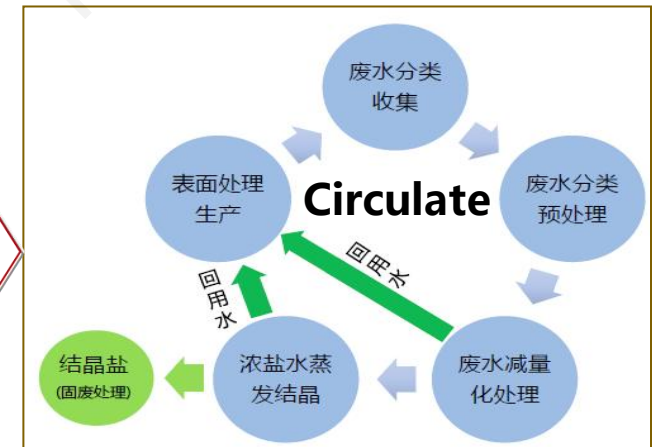 废水分类
收集
表面处理
生产
Circulate
废水分类
预处理
回用水
回用水
结晶盐
(固废处理)
浓盐水蒸
发结晶
废水减量
化处理